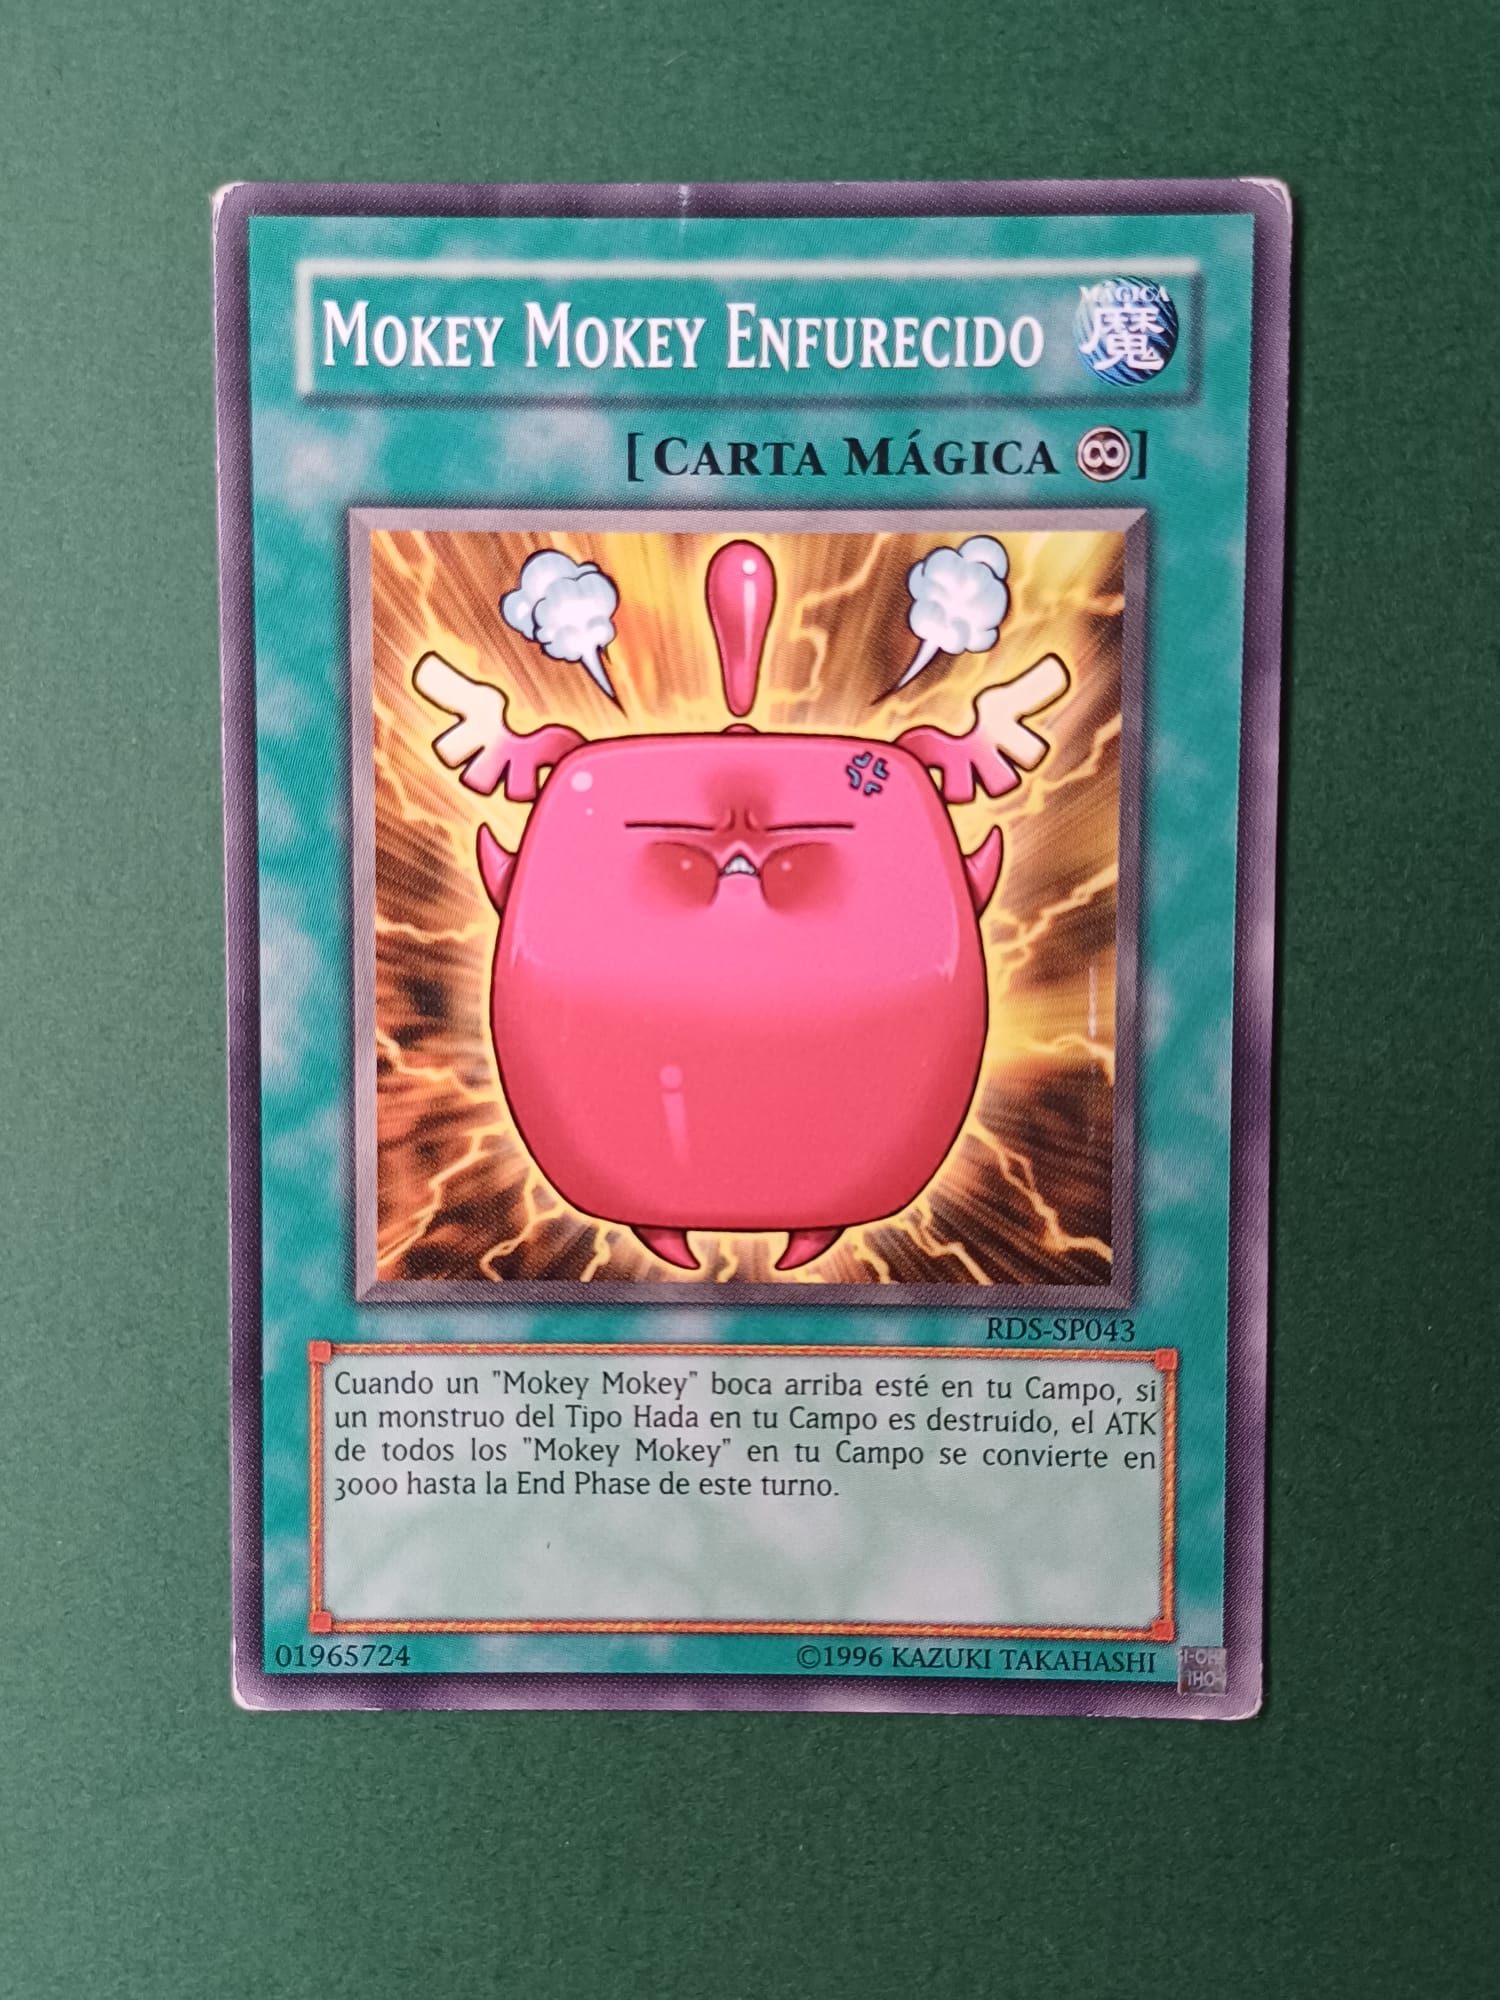 MOKEY MOKEY ENFURECIDO
MÁGICA
魔
[CARTA MÁGICA ]
RDS-SP043
Cuando un "Mokey Mokey" boca arriba esté en tu Campo, si
un monstruo del Tipo Hada en tu Campo es destruido, el ATK
de todos los "Mokey Mokey" en tu Campo se convierte en
3000 hasta la End Phase de este turno.
01965724
©1996 KAZUKI TAKAHASHI